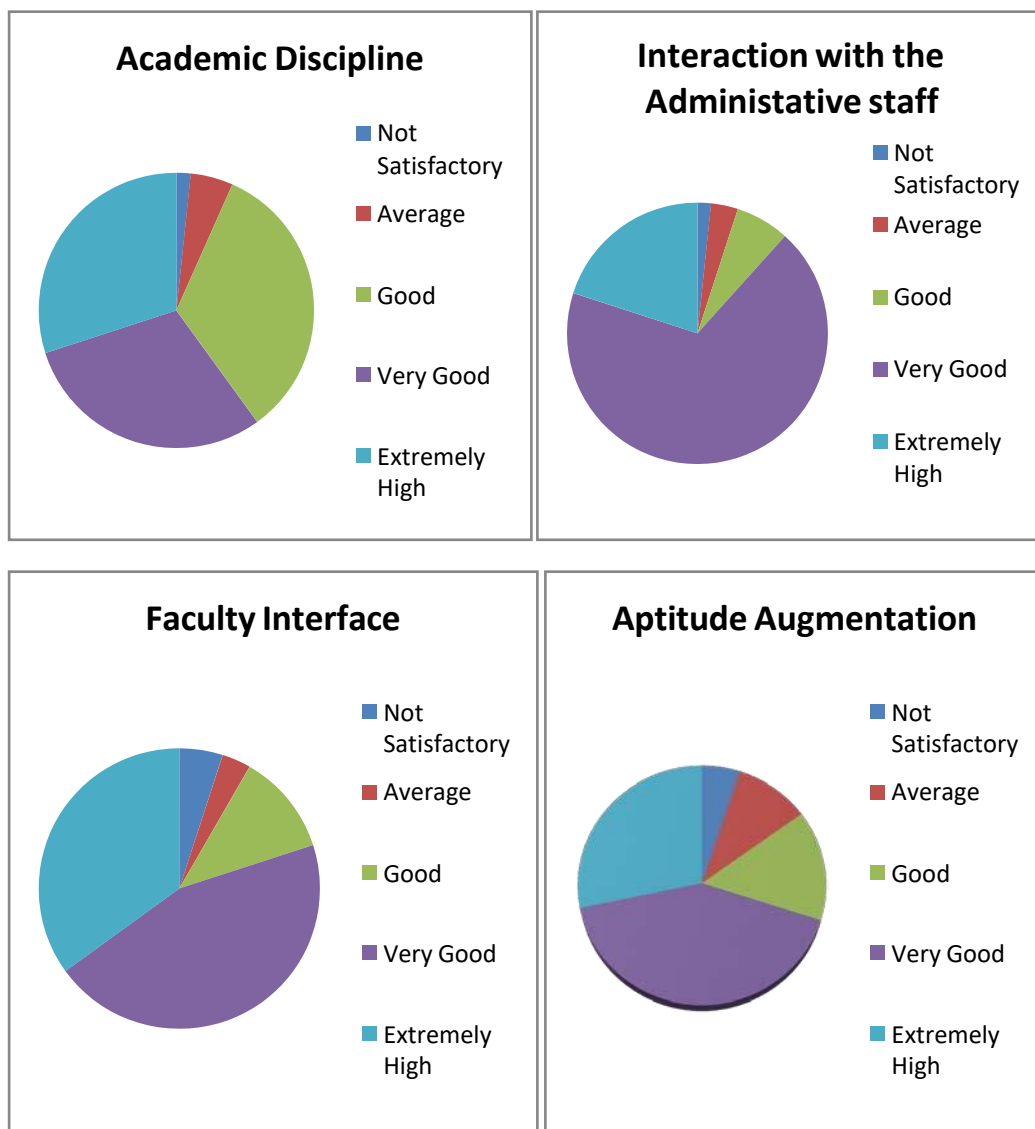 Academic Discipline
Not
Satisfactory
Average
Good
Very Good
Extremely
High
Interaction with the
Administative staff
Not
Satisfactory
Average
Good
Very Good
Extremely
High
Faculty Interface
Not
Satisfactory
Average
Good
Very Good
Extremely
High
Aptitude Augmentation
Not
Satisfactory
Average
Good
Very Good
Extremely
High